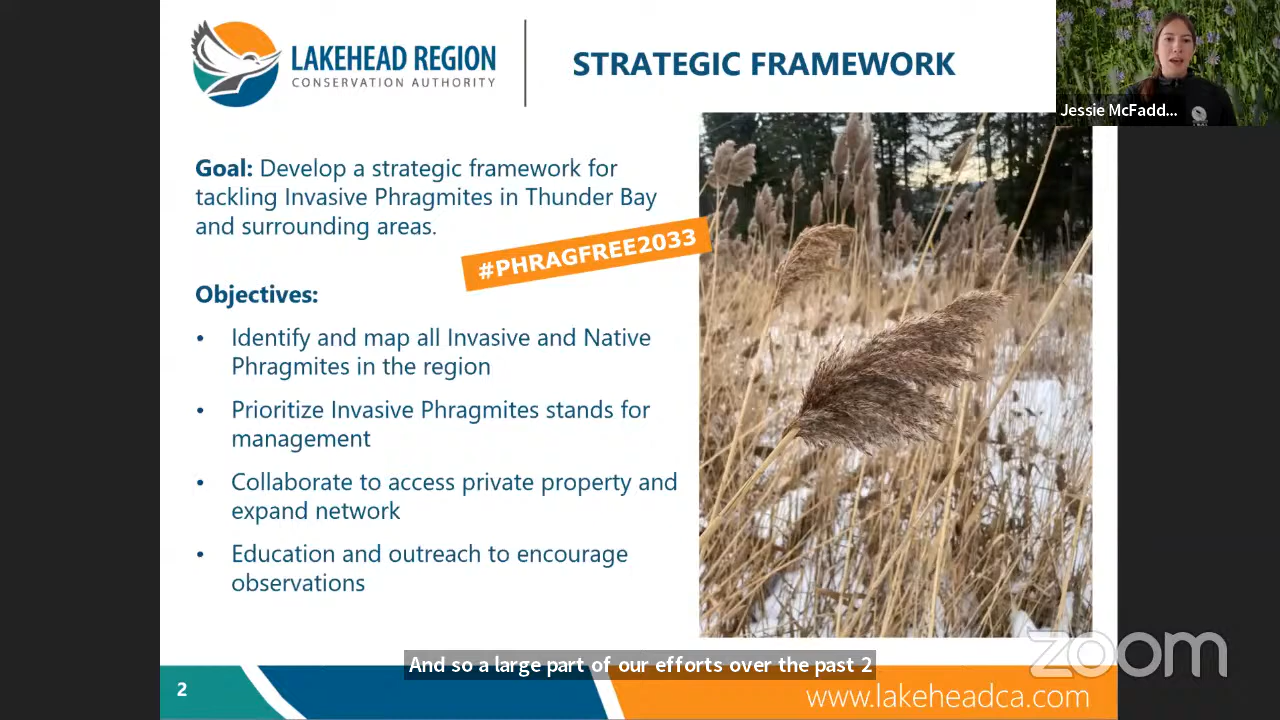 LAKEHEAD REGION
CONSERVATION AUTHORITY
STRATEGIC FRAMEWORK
Jessie McFadd...
Goal: Develop a strategic framework for
tackling Invasive Phragmites in Thunder Bay
and surrounding areas.
#PHRAGFREE2033
Objectives:
• Identify and map all Invasive and Native
Phragmites in the region
• Prioritize Invasive Phragmites stands for
management
• Collaborate to access private property and
expand network
• Education and outreach to encourage
observations
And so a large part of our efforts over the past 2
zoom
2
www.lakeheadca.com